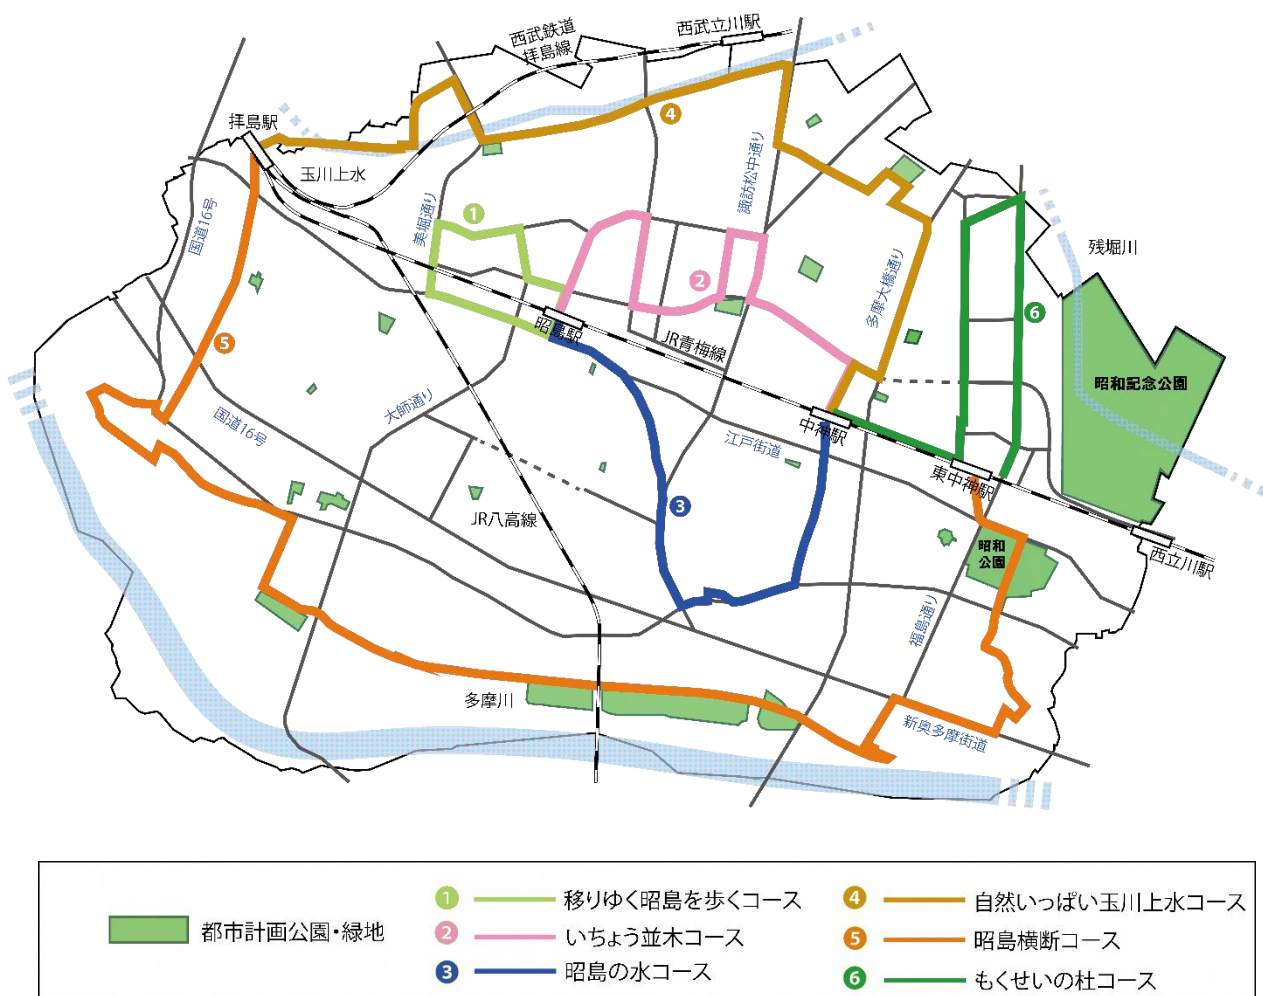 西武鉄道
拝島線
西武立川駅
4
拝島駅
玉川上水
諏訪松中通り
国道16号
美堀通り
1
残堀川
2
多摩大橋通り
6
昭島駅
5
JR青梅線
昭和記念公園
大師通り
国道16号
江戸街道
中神駅
東中神駅
3
JR八高線
昭和
公園
西立川駅
福島通り
多摩川
新奥多摩街道
都市計画公園・緑地
1 移りゆく昭島を歩くコース
2 いちょう並木コース
3 昭島の水コース
4 自然いっぱい玉川上水コース
5 昭島横断コース
6 もくせいの杜コース